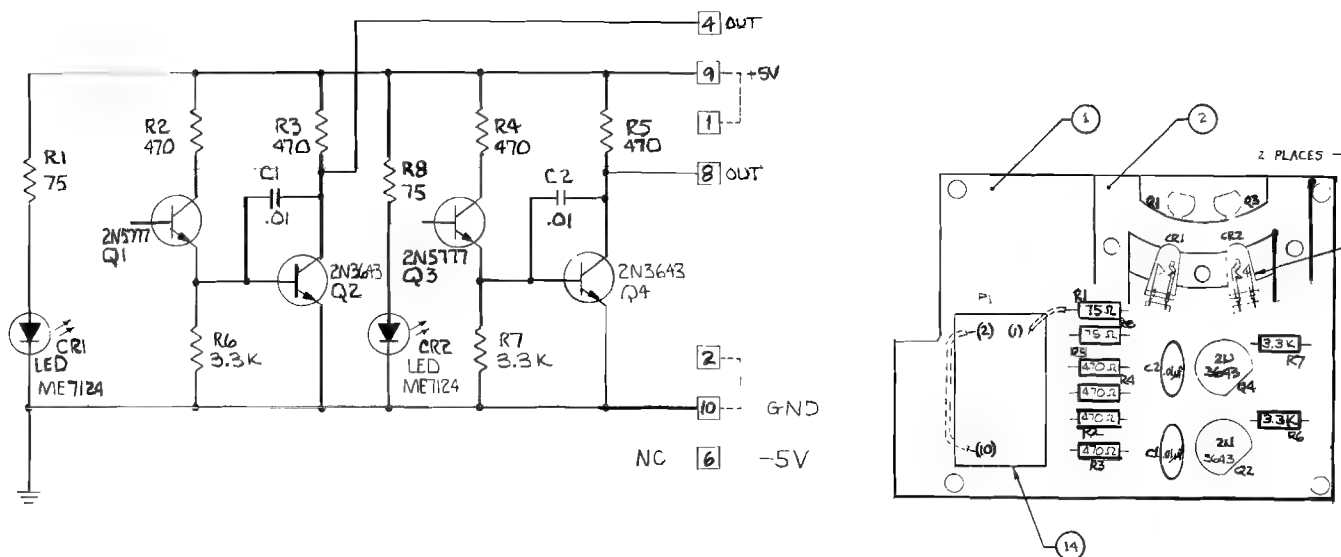 4 OUT
9 +5V
1
8 OUT
2
10 GND
NC 6 -5V
R1
75
R2
470
R3
470
C1
.01
R8
75
R4
470
C2
.01
R5
470
2N5777
Q1
2N3643
Q2
2N5777
Q3
2N3643
Q4
CR1
LED
ME7124
R6
3.3K
CR2
LED
ME7124
R7
3.3K
1
2
2 PLACES
Q1
Q3
CR1
CR2
P1
(2)
(1)
(10)
R1
75Ω
75Ω
R8
R5
470Ω
R4
470Ω
470Ω
R2
470Ω
R3
C2
.01µf
2N
3643
Q4
3.3K
R7
C1
.01µf
2N
3643
Q2
3.3K
R6
14